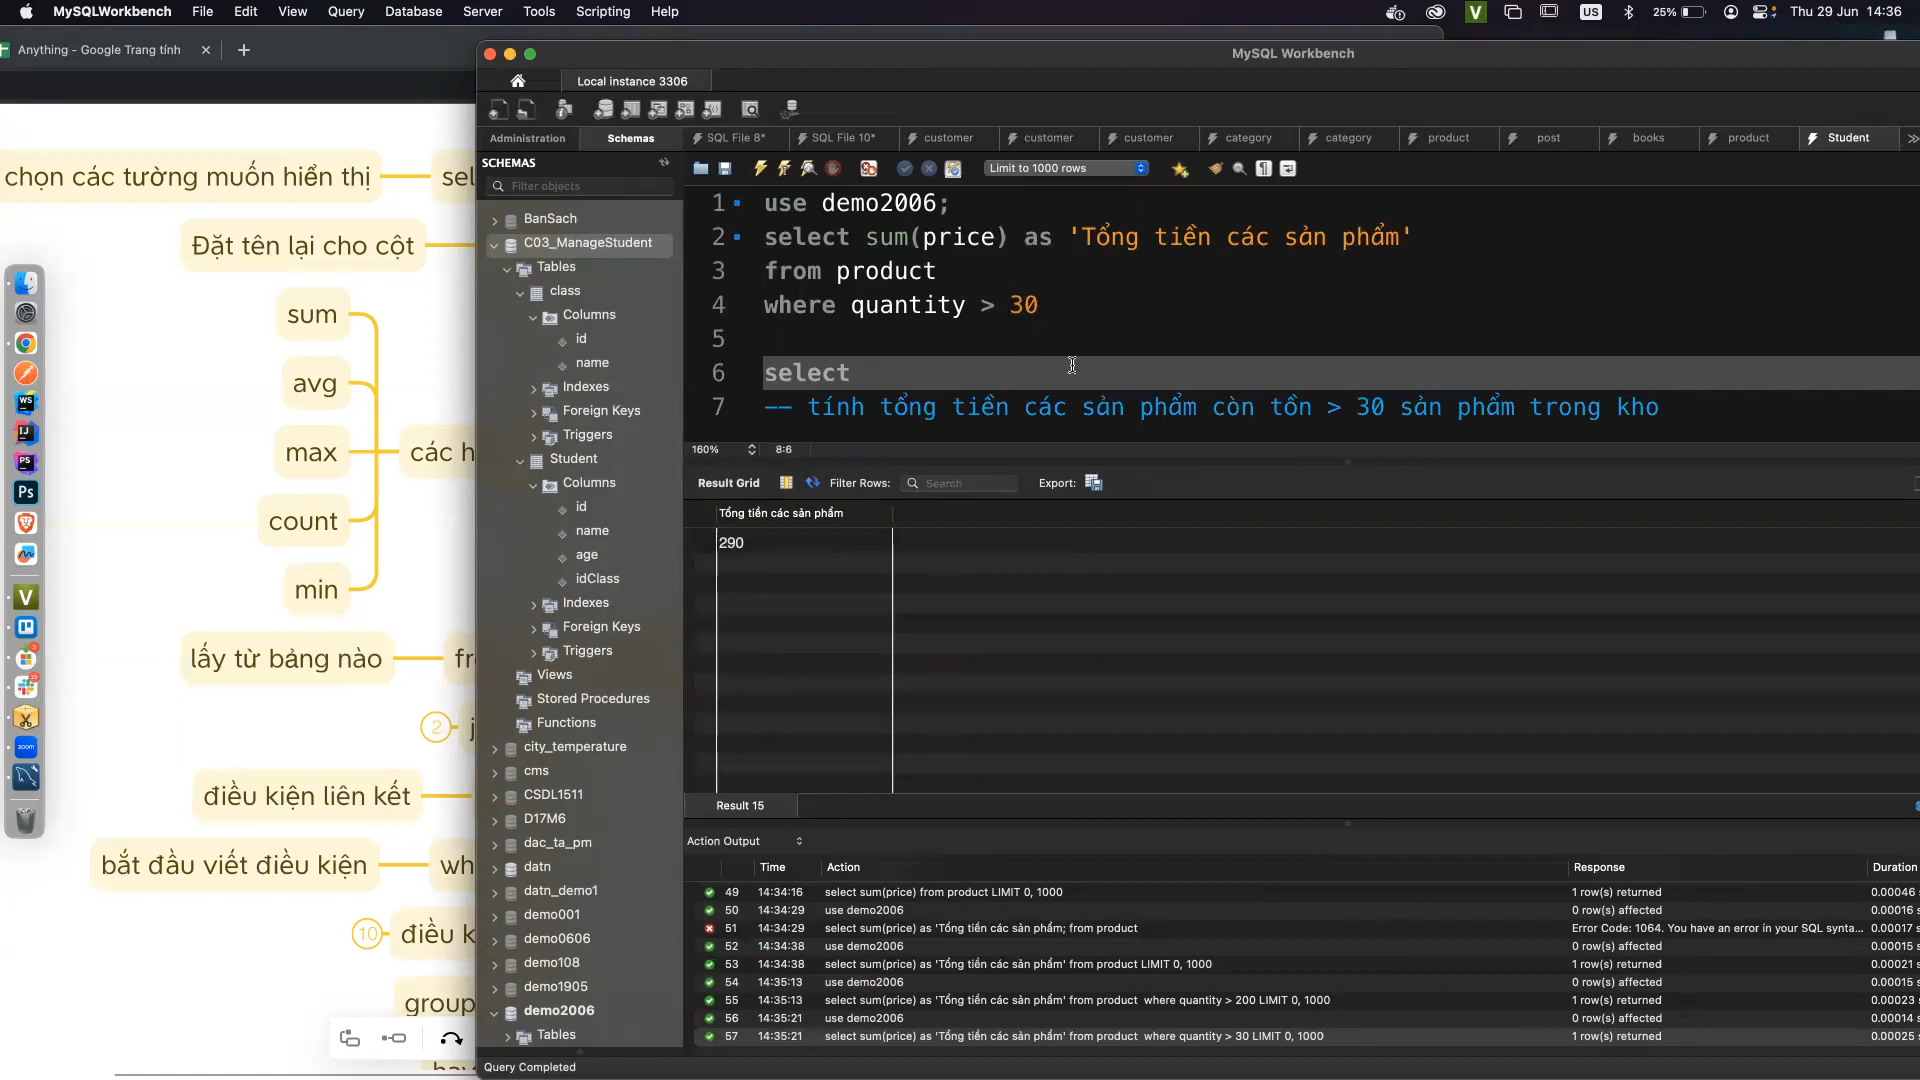 MySQLWorkbench File Edit View Query Database Server Tools Scripting Help
V US 25% Thu 29 Jun 14:36
Anything - Google Trang tính
MySQL Workbench
Local instance 3306
Administration Schemas SQL File 8* SQL File 10* customer customer customer category category product post books product Student
SCHEMAS
Limit to 1000 rows
Filter objects
BanSach
C03_ManageStudent
Tables
class
Columns
id
name
Indexes
Foreign Keys
Triggers
Student
Columns
id
name
age
idClass
Indexes
Foreign Keys
Triggers
Views
Stored Procedures
Functions
city_temperature
cms
CSDL1511
D17M6
dac_ta_pm
datn
datn_demo1
demo001
demo0606
demo108
demo1905
demo2006
Tables
1 use demo2006;
2 select sum(price) as 'Tổng tiền các sản phẩm'
3 from product
4 where quantity > 30
5
6 select
7 -- tính tổng tiền các sản phẩm còn tồn > 30 sản phẩm trong kho
160% 8:6
Result Grid Filter Rows: Search Export:
Tổng tiền các sản phẩm
290
Result 15
Action Output
Time Action Response Duration
49 14:34:16 select sum(price) from product LIMIT 0, 1000 1 row(s) returned 0.00046 s
50 14:34:29 use demo2006 0 row(s) affected 0.00016 s
51 14:34:29 select sum(price) as 'Tổng tiền các sản phẩm; from product Error Code: 1064. You have an error in your SQL synta... 0.00017 s
52 14:34:38 use demo2006 0 row(s) affected 0.00015 s
53 14:34:38 select sum(price) as 'Tổng tiền các sản phẩm' from product LIMIT 0, 1000 1 row(s) returned 0.00021 s
54 14:35:13 use demo2006 0 row(s) affected 0.00015 s
55 14:35:13 select sum(price) as 'Tổng tiền các sản phẩm' from product where quantity > 200 LIMIT 0, 1000 1 row(s) returned 0.00023 s
56 14:35:21 use demo2006 0 row(s) affected 0.00014 s
57 14:35:21 select sum(price) as 'Tổng tiền các sản phẩm' from product where quantity > 30 LIMIT 0, 1000 1 row(s) returned 0.00025 s
Query Completed
chọn các tường muốn hiển thị sel
Đặt tên lại cho cột
sum
avg
max
các h
count
min
lấy từ bảng nào fr
2 j
điều kiện liên kết
bắt đầu viết điều kiện wh
10 điều k
group
WS
IJ
PS
Ps
V
zoom